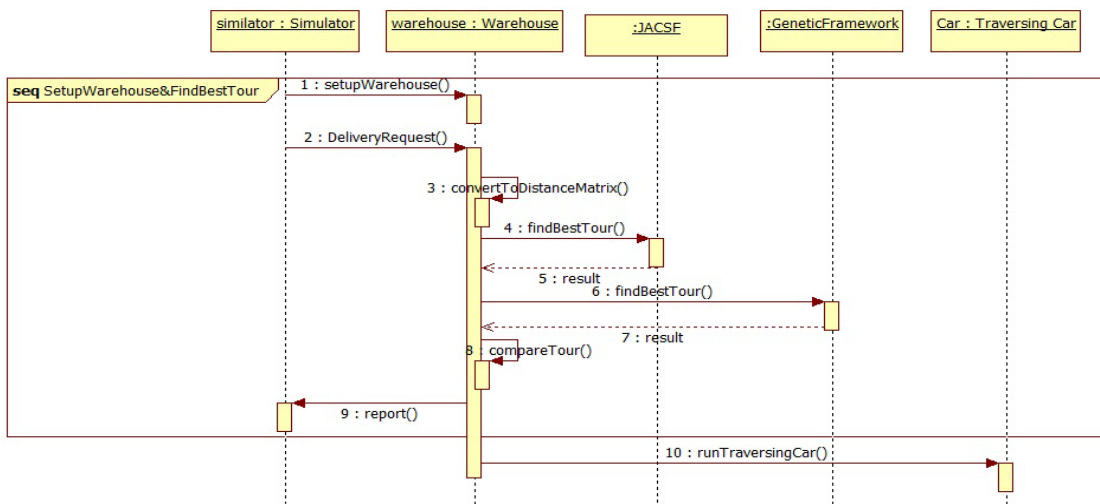 similator : Simulator
warehouse : Warehouse
:JACSF
:GeneticFramework
Car : Traversing Car
seq SetupWarehouse&FindBestTour
1 : setupWarehouse()
2 : DeliveryRequest()
3 : convertToDistanceMatrix()
4 : findBestTour()
5 : result
6 : findBestTour()
7 : result
8 : compareTour()
9 : report()
10 : runTraversingCar()